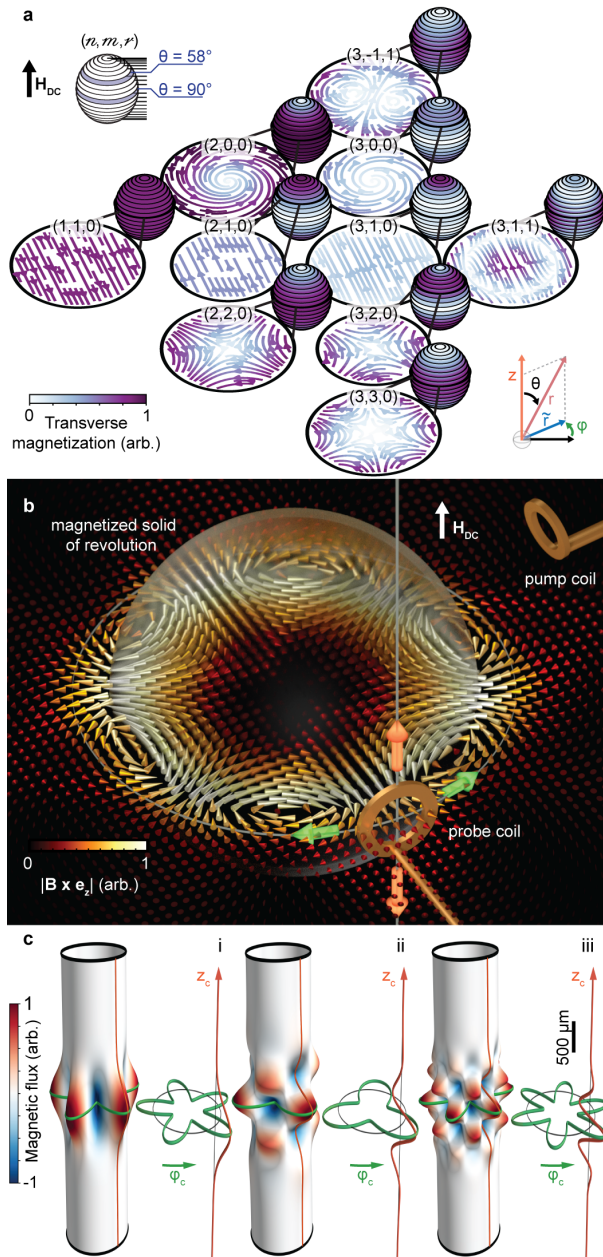 a
(n, m, r)
θ = 58°
H_DC
θ = 90°
(3,-1,1)
(2,0,0)
(3,0,0)
(1,1,0)
(2,1,0)
(3,1,0)
(3,1,1)
(2,2,0)
(3,2,0)
(3,3,0)
0
1
Transverse
magnetization (arb.)
z
θ
r
r̃
φ
b
magnetized solid
of revolution
H_DC
pump coil
probe coil
0
1
|B x e_z| (arb.)
c
i
ii
iii
z_c
z_c
z_c
1
Magnetic flux (arb.)
-1
500 µm
φ_c
φ_c
φ_c